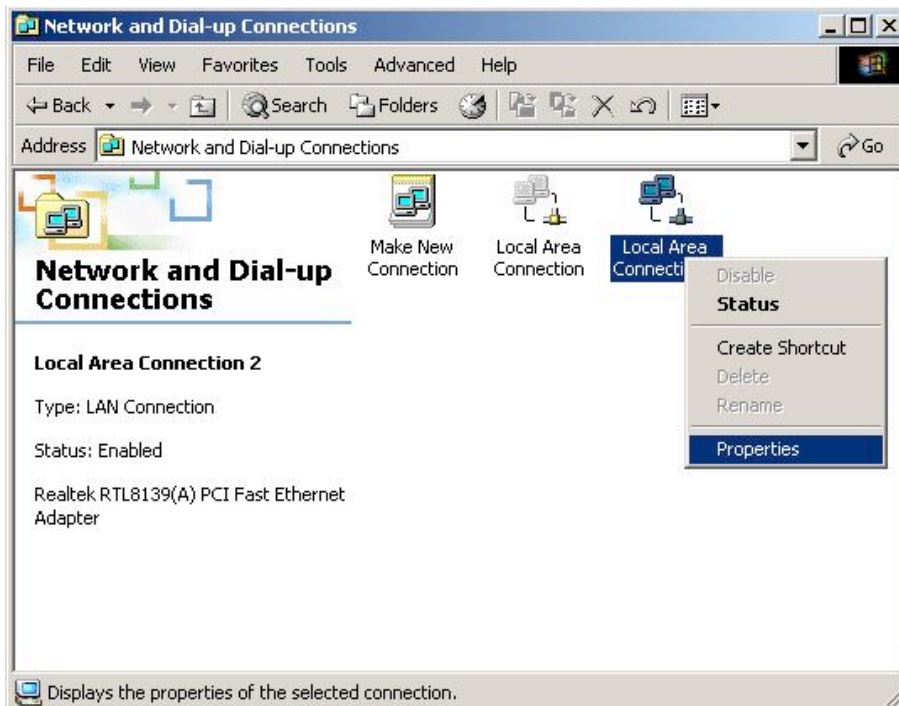 Network and Dial-up Connections
File Edit View Favorites Tools Advanced Help
Back Search Folders
Address Network and Dial-up Connections Go
Make New
Connection
Local Area
Connection
Local Area
Connecti
Network and Dial-up
Connections
Local Area Connection 2
Type: LAN Connection
Status: Enabled
Realtek RTL8139(A) PCI Fast Ethernet
Adapter
Disable
Status
Create Shortcut
Delete
Rename
Properties
Displays the properties of the selected connection.